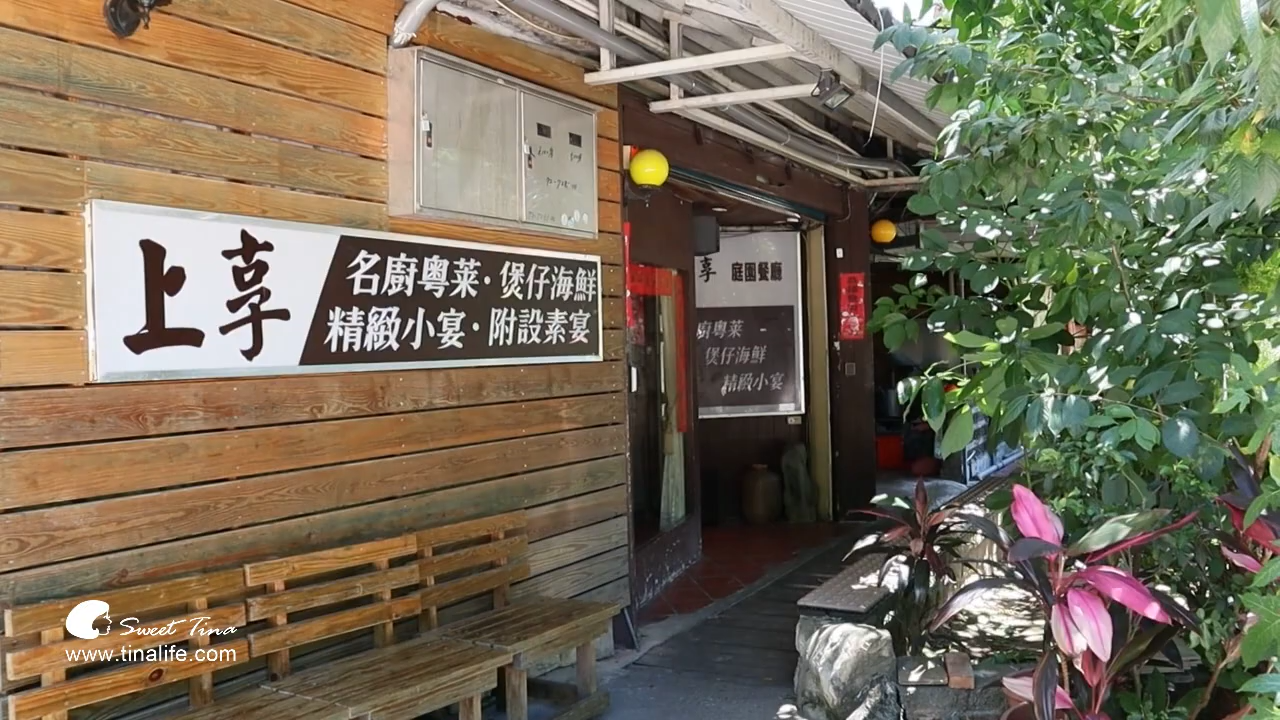 上享
名廚粵菜·煲仔海鮮
精緻小宴·附設素宴
享 庭園餐廳
廚粵菜
煲仔海鮮
精緻小宴
Sweet Tina
www.tinalife.com